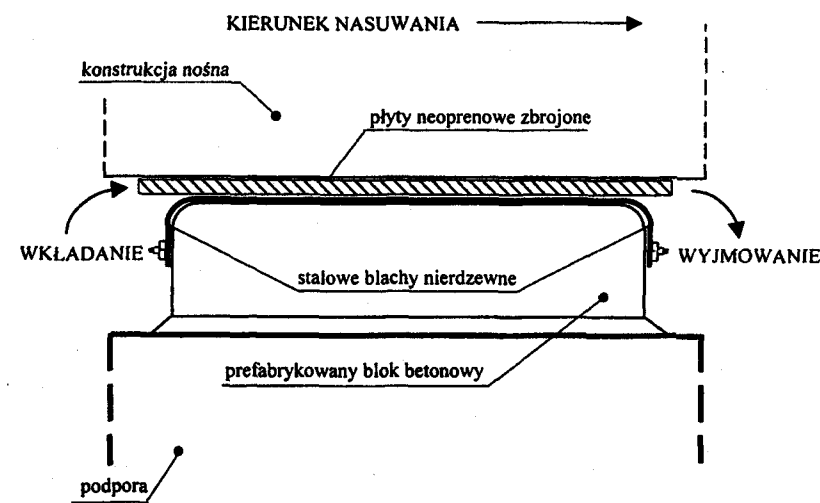 KIERUNEK NASUWANIA
konstrukcja nośna
płyty neoprenowe zbrojone
WKŁADANIE
WYJMOWANIE
stalowe blachy nierdzewne
prefabrykowany blok betonowy
podpora